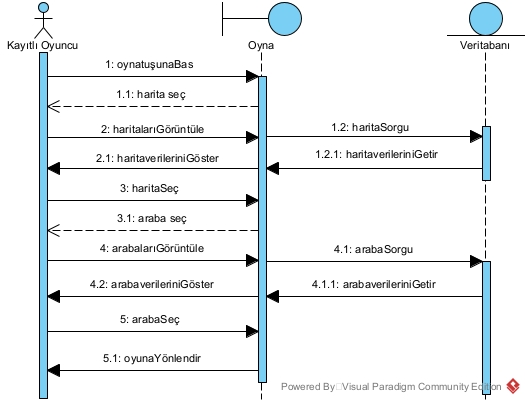 Kayıtlı Oyuncu
Oyna
Veritabanı
1: oynatuşunaBas
1.1: harita seç
2: haritalarıGörüntüle
1.2: haritaSorgu
2.1: haritaverileriniGöster
1.2.1: haritaverileriniGetir
3: haritaSeç
3.1: araba seç
4: arabalarıGörüntüle
4.1: arabaSorgu
4.2: arabaverileriniGöster
4.1.1: arabaverileriniGetir
5: arabaSeç
5.1: oyunaYönlendir
Powered By Visual Paradigm Community Edition